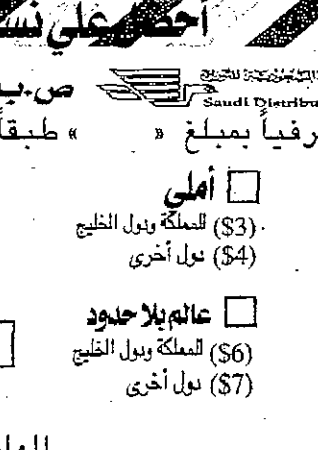 أحصل على نس
Saudi Distribu
ص.ب
رفياً بمبلغ « » طبقاً
أملي
($3) للمملكة ودول الخليج
($4) دول أخرى
عالم بلا حدود
($6) للمملكة ودول الخليج
($7) دول أخرى